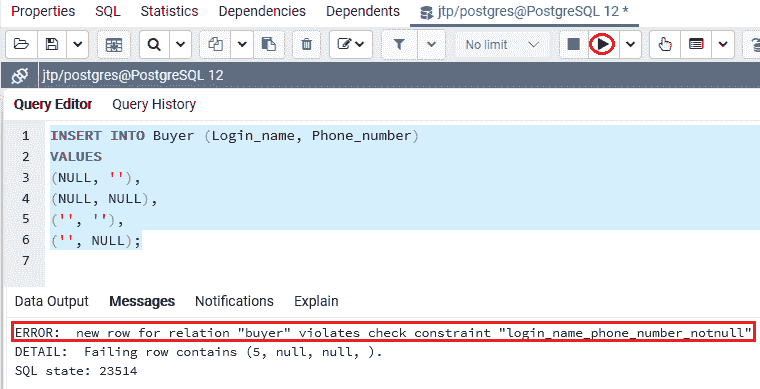 Properties SQL Statistics Dependencies Dependents jtp/postgres@PostgreSQL 12 *
No limit
jtp/postgres@PostgreSQL 12
Query Editor Query History
1 INSERT INTO Buyer (Login_name, Phone_number)
2 VALUES
3 (NULL, ''),
4 (NULL, NULL),
5 ('', ''),
6 ('', NULL);
7
Data Output Messages Notifications Explain
ERROR: new row for relation "buyer" violates check constraint "login_name_phone_number_notnull"
DETAIL: Failing row contains (5, null, null, ).
SQL state: 23514